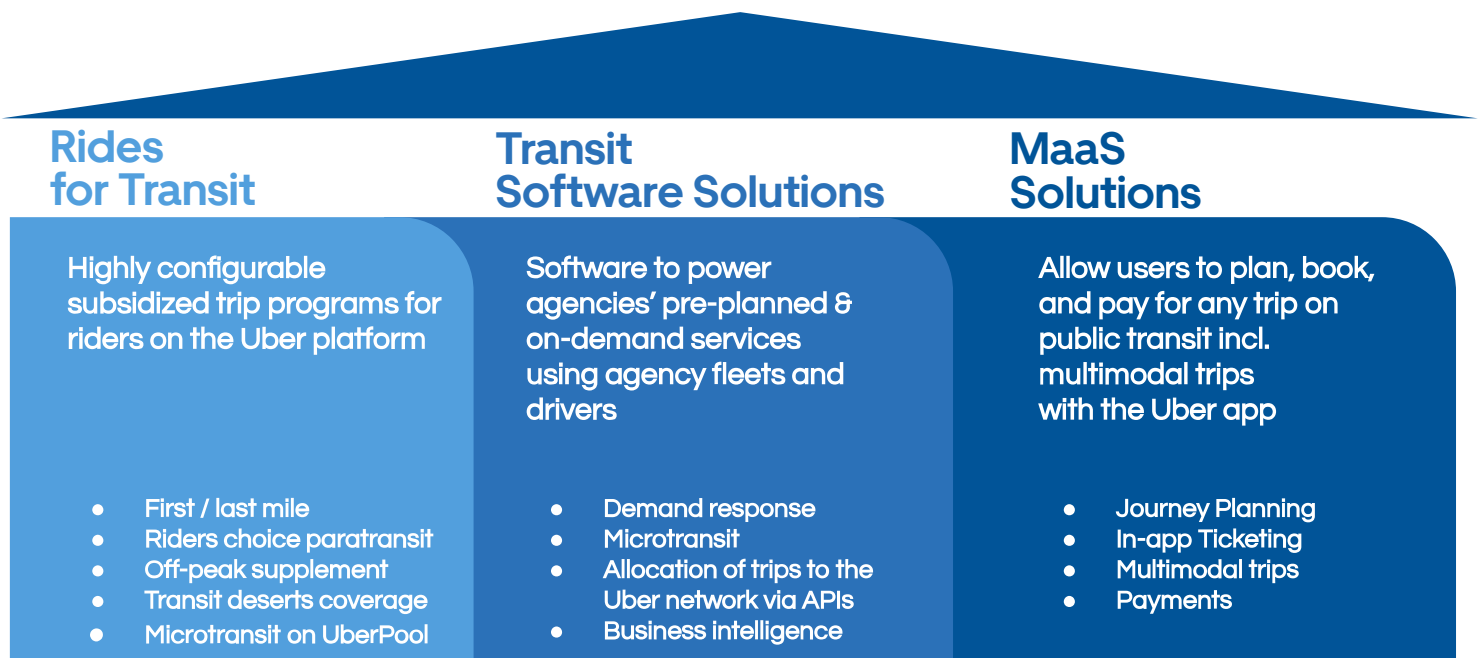 Rides
for Transit
Highly configurable
subsidized trip programs for
riders on the Uber platform
● First / last mile
● Riders choice paratransit
● Off-peak supplement
● Transit deserts coverage
● Microtransit on UberPool
Transit
Software Solutions
Software to power
agencies’ pre-planned &
on-demand services
using agency fleets and
drivers
● Demand response
● Microtransit
● Allocation of trips to the
Uber network via APIs
● Business intelligence
MaaS
Solutions
Allow users to plan, book,
and pay for any trip on
public transit incl.
multimodal trips
with the Uber app
● Journey Planning
● In-app Ticketing
● Multimodal trips
● Payments